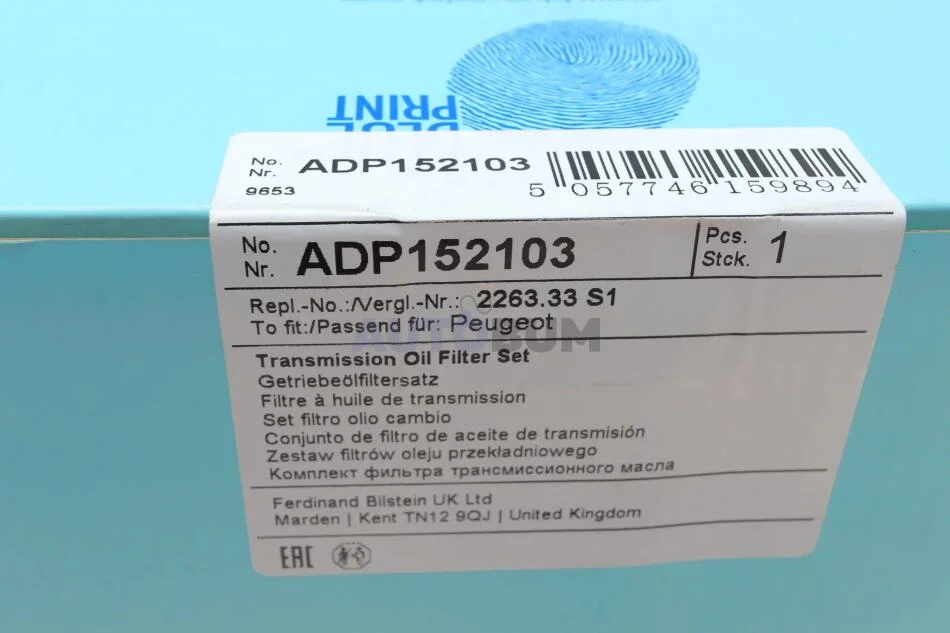 BLUE
PRINT
No.
Nr.
ADP152103
9653
5 057746 159894
No.
Nr.
ADP152103
Pcs.
Stck.
1
Repl.-No.:/Vergl.-Nr.: 2263.33 S1
To fit:/Passend für: Peugeot
AUTOBUM
Transmission Oil Filter Set
Getriebeölfiltersatz
Filtre à huile de transmission
Set filtro olio cambio
Conjunto de filtro de aceite de transmisión
Zestaw filtrów oleju przekładniowego
Комплект фильтра трансмиссионного масла
Ferdinand Bilstein UK Ltd
Marden | Kent TN12 9QJ | United Kingdom
EAC